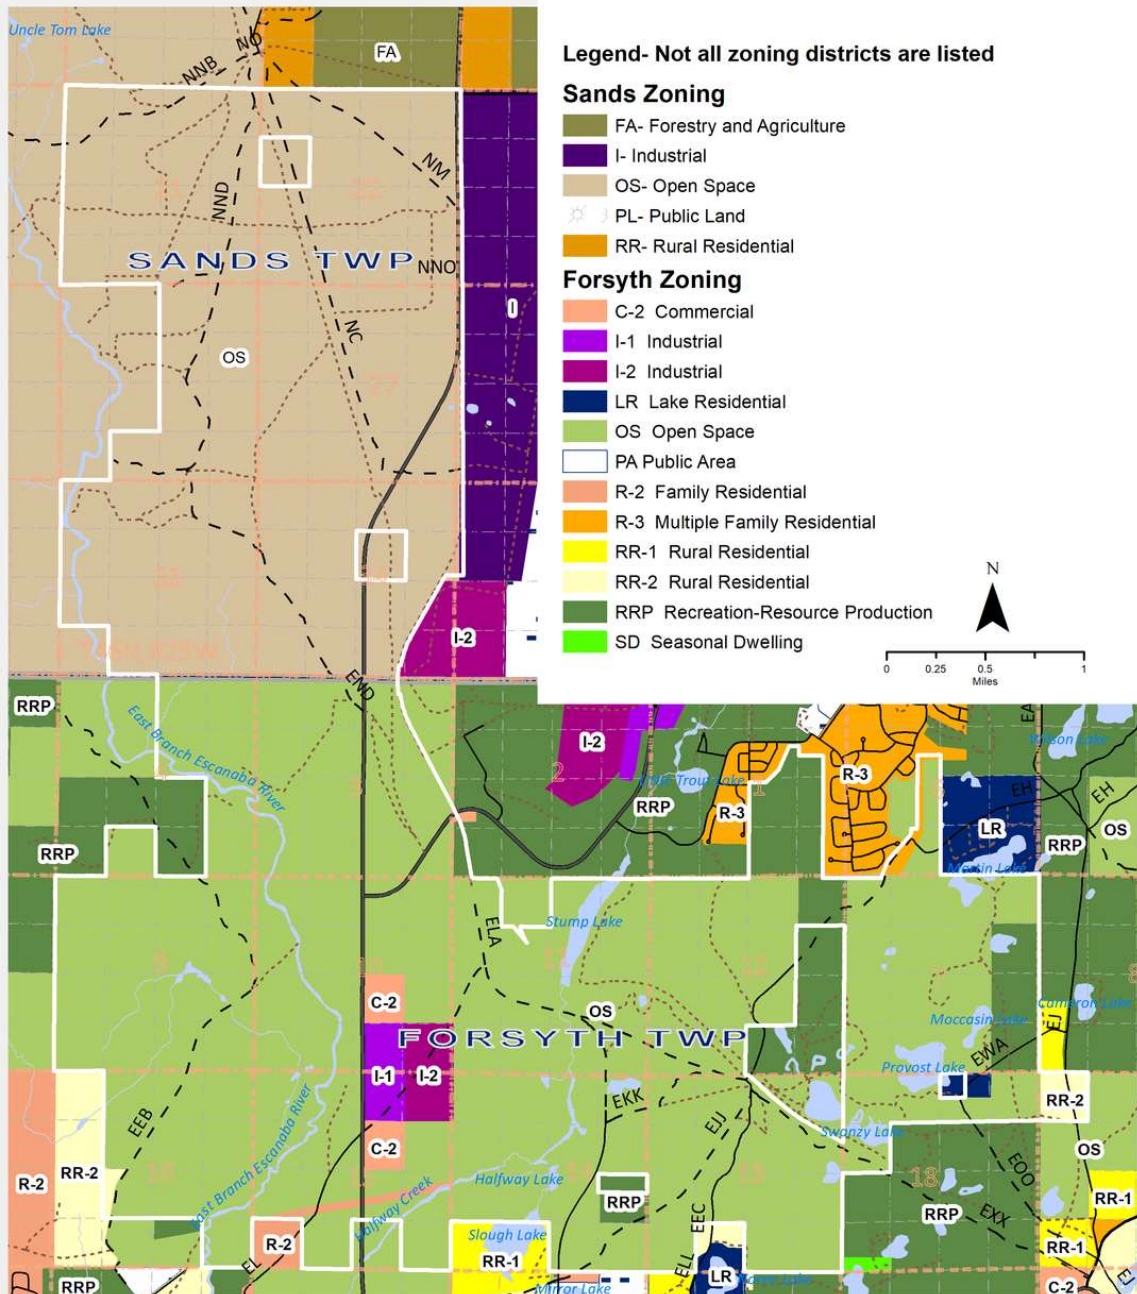 Uncle Tom Lake
NO
NNB
FA
NM
NND
SANDS TWP
NNO
NC
I
OS
27
I-2
END
Legend- Not all zoning districts are listed
Sands Zoning
FA- Forestry and Agriculture
I- Industrial
OS- Open Space
PL- Public Land
RR- Rural Residential
Forsyth Zoning
C-2 Commercial
I-1 Industrial
I-2 Industrial
LR Lake Residential
OS Open Space
PA Public Area
R-2 Family Residential
R-3 Multiple Family Residential
RR-1 Rural Residential
RR-2 Rural Residential
RRP Recreation-Resource Production
SD Seasonal Dwelling
N
0 0.25 0.5 1
Miles
RRP
East Branch Escanaba River
I-2
2
Wilson Lake
R-3
1
EH
EH
RRP
R-3
LR
OS
RRP
RRP
Martin Lake
ELA
Stump Lake
C-2
OS
Cameron Lake
8
Moccasin Lake
EJ
FORSYTH TWP
EWA
Provost Lake
I-1
I-2
EKK
RR-2
EEB
EJJ
Swanzy Lake
C-2
OS
R-2
RR-2
East Branch Escanaba River
Halfway Lake
EOO
18
RR-1
RRP
RRP
Halfway Creek
EEC
EXX
R-2
Slough Lake
RR-1
RR-1
EL
ELL
LR
RRP
Mirror Lake
C-2
EJ